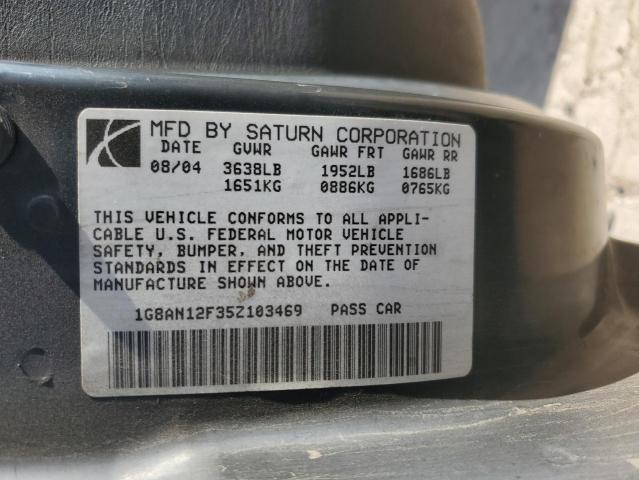 MFD BY SATURN CORPORATION
DATE GVWR GAWR FRT GAWR RR
08/04 3638LB 1952LB 1686LB
1651KG 0886KG 0765KG
THIS VEHICLE CONFORMS TO ALL APPLI-
CABLE U.S. FEDERAL MOTOR VEHICLE
SAFETY, BUMPER, AND THEFT PREVENTION
STANDARDS IN EFFECT ON THE DATE OF
MANUFACTURE SHOWN ABOVE.
1G8AN12F35Z103469 PASS CAR